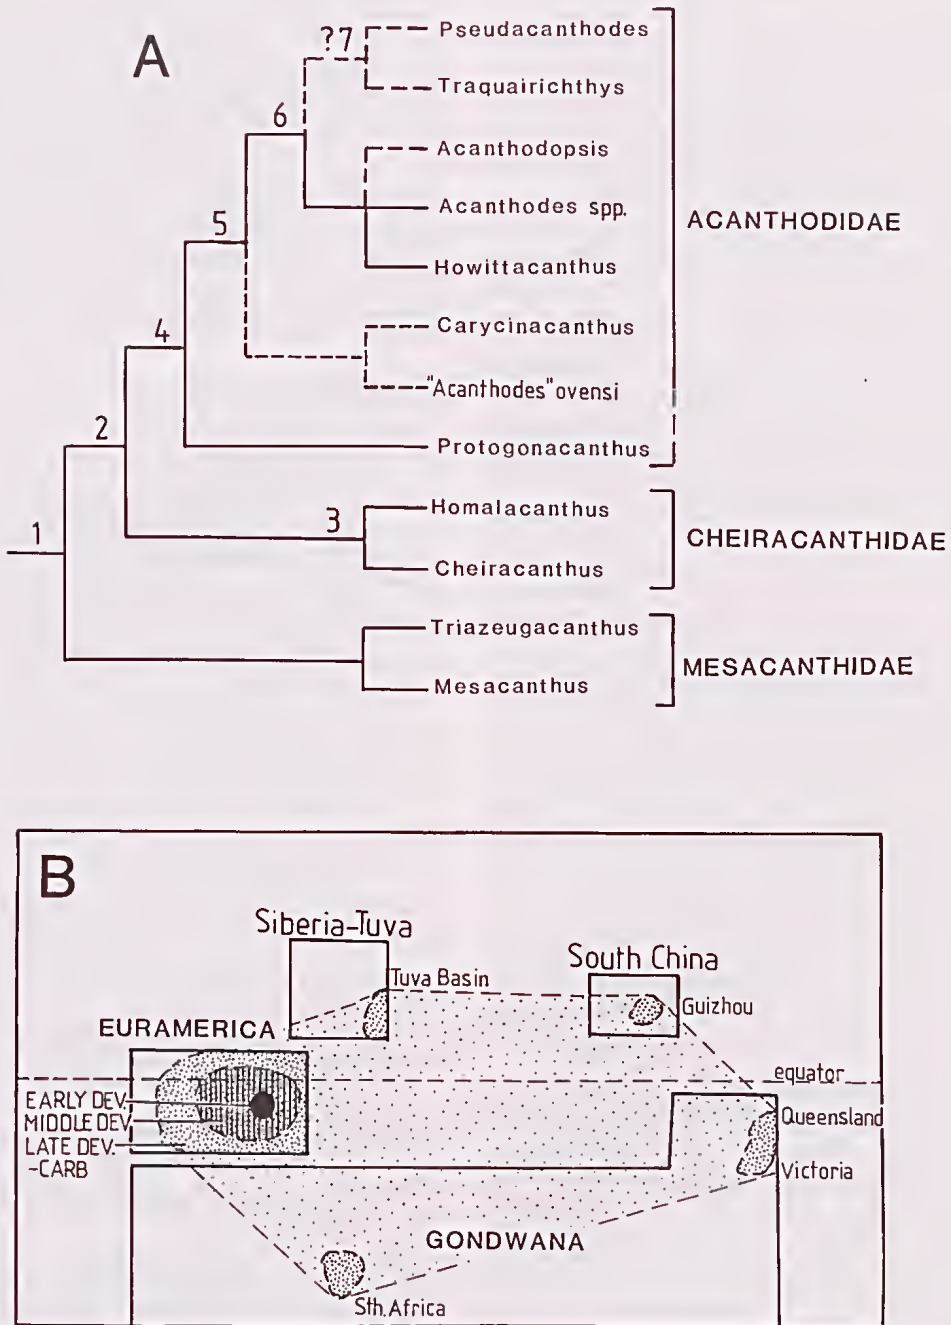 A
?7
Pseudacanthodes
Traquairichthys
6
Acanthodopsis
Acanthodes spp.
ACANTHODIDAE
5
Howittacanthus
Carycinacanthus
4
"Acanthodes" ovensi
2
Protogonacanthus
Homalacanthus
1
3
CHEIRACANTHIDAE
Cheiracanthus
Triazeugacanthus
MESACANTHIDAE
Mesacanthus
B
Siberia-Tuva
South China
Tuva Basin
Guizhou
EURAMERICA
equator
EARLY DEV.
MIDDLE DEV.
LATE DEV.
-CARB
Queensland
Victoria
GONDWANA
Sth. Africa